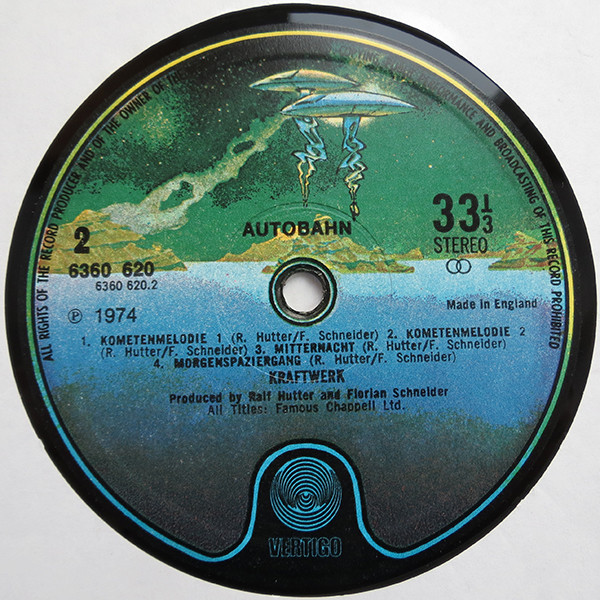 ALL RIGHTS OF THE RECORD PRODUCER AND OF THE OWNER OF THE
PERFORMANCE AND BROADCASTING OF THIS RECORD PROHIBITED
AUTOBAHN
33⅓
STEREO
2
6360 620
6360 620.2
℗ 1974
Made in England
1. KOMETENMELODIE 1 (R. Hutter/F. Schneider) 2. KOMETENMELODIE 2
(R. Hutter/F. Schneider) 3. MITTERNACHT (R. Hutter/F. Schneider)
4. MORGENSPAZIERGANG (R. Hutter/F. Schneider)
KRAFTWERK
Produced by Ralf Hutter and Florian Schneider
All Titles: Famous Chappell Ltd.
VERTIGO